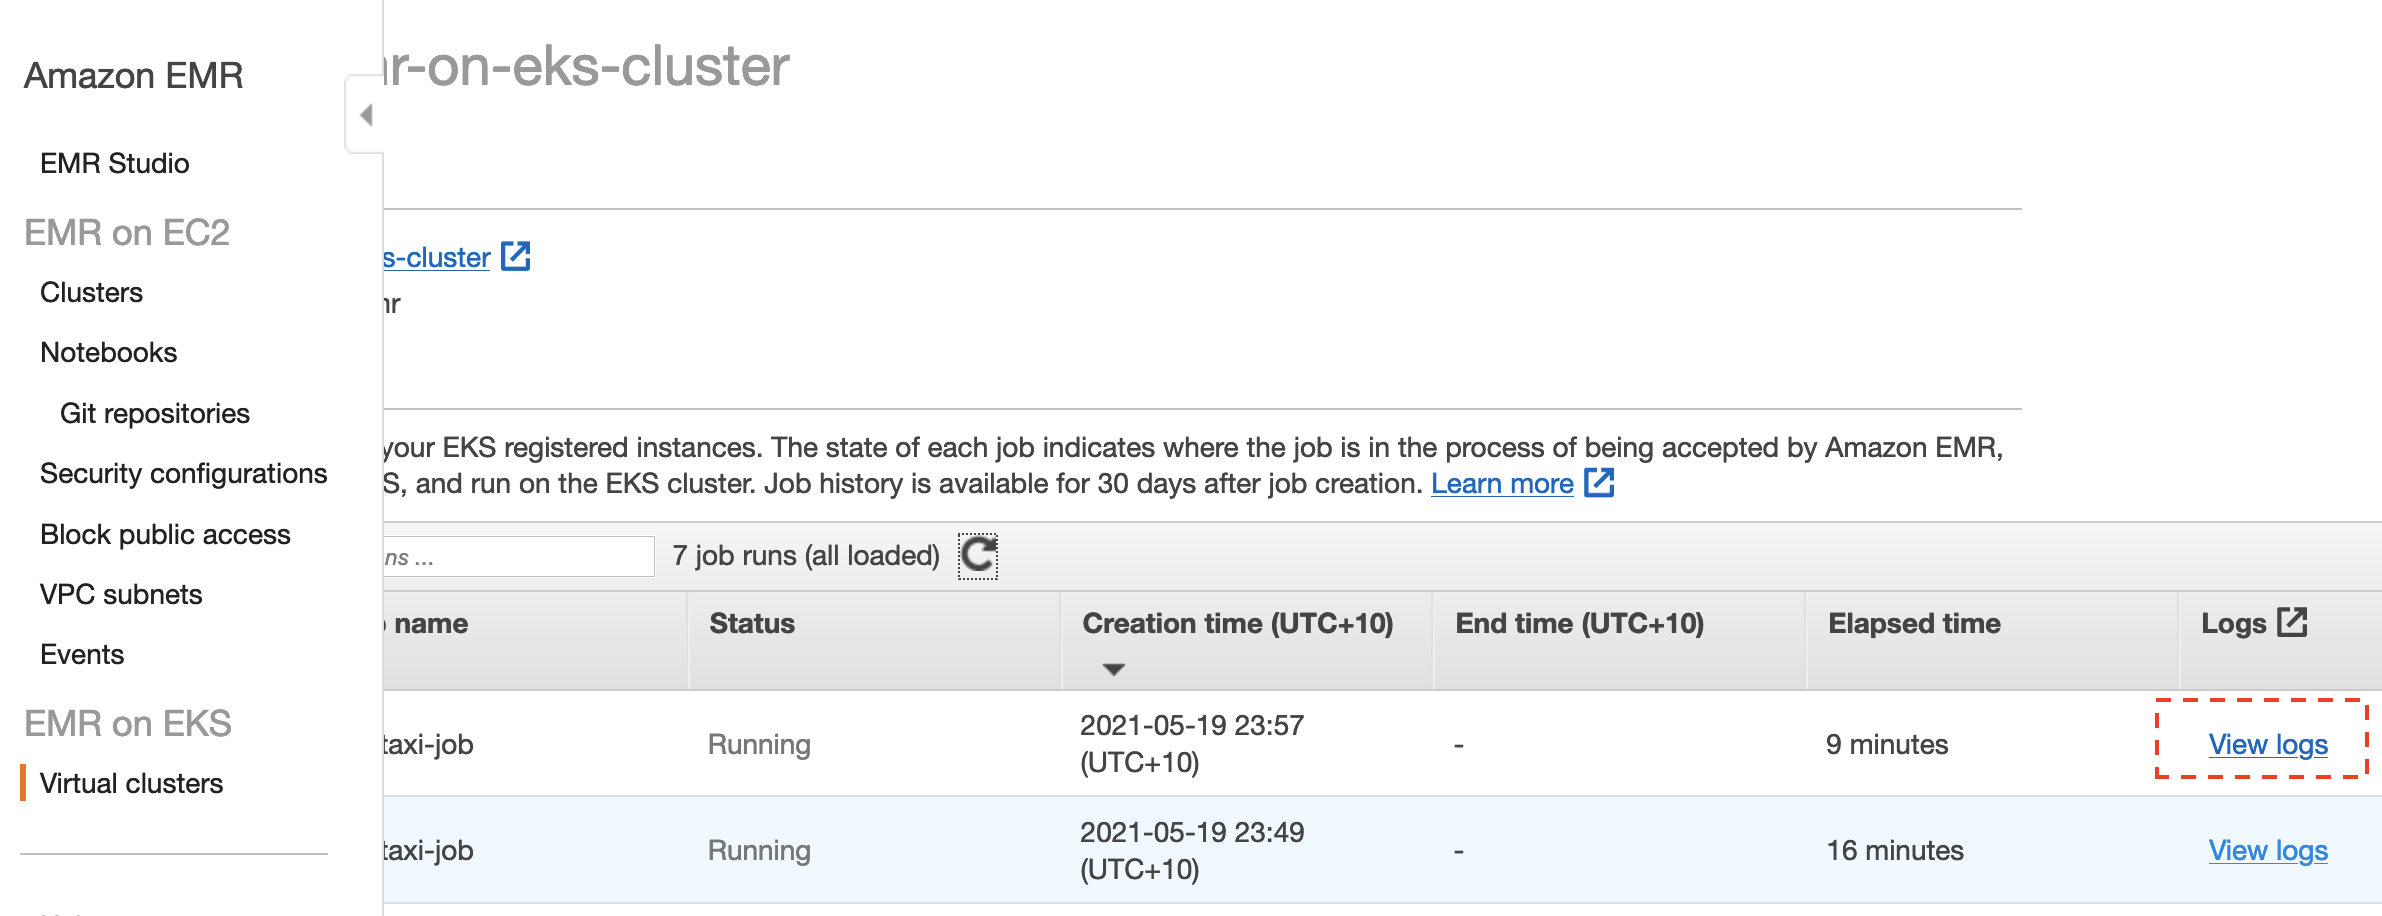 Amazon EMR
EMR Studio
EMR on EC2
Clusters
Notebooks
Git repositories
Security configurations
Block public access
VPC subnets
Events
EMR on EKS
Virtual clusters
r-on-eks-cluster
s-cluster
r
your EKS registered instances. The state of each job indicates where the job is in the process of being accepted by Amazon EMR,
S, and run on the EKS cluster. Job history is available for 30 days after job creation. Learn more
ns ... 7 job runs (all loaded)
name Status Creation time (UTC+10) End time (UTC+10) Elapsed time Logs
taxi-job Running 2021-05-19 23:57 (UTC+10) - 9 minutes View logs
taxi-job Running 2021-05-19 23:49 (UTC+10) - 16 minutes View logs